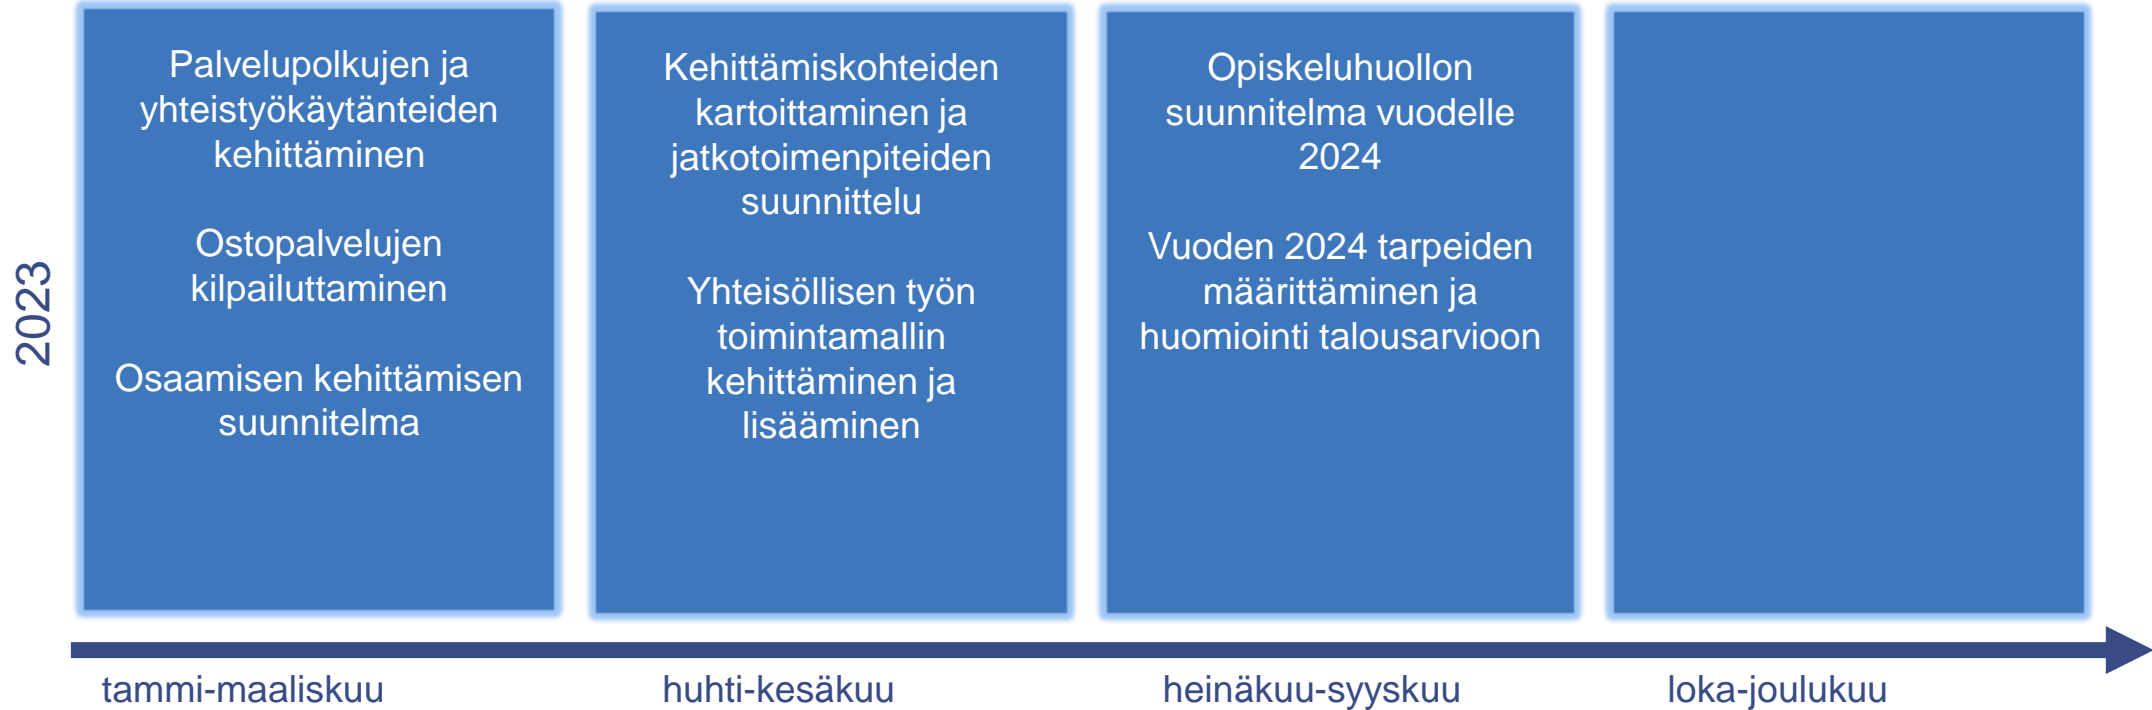 2023
Palvelupolkujen ja
yhteistyökäytänteiden
kehittäminen
Ostopalvelujen
kilpailuttaminen
Osaamisen kehittämisen
suunnitelma
Kehittämiskohteiden
kartoittaminen ja
jatkotoimenpiteiden
suunnittelu
Yhteisöllisen työn
toimintamallin
kehittäminen ja
lisääminen
Opiskeluhuollon
suunnitelma vuodelle
2024
Vuoden 2024 tarpeiden
määrittäminen ja
huomiointi talousarvioon
tammi-maaliskuu
huhti-kesäkuu
heinäkuu-syyskuu
loka-joulukuu